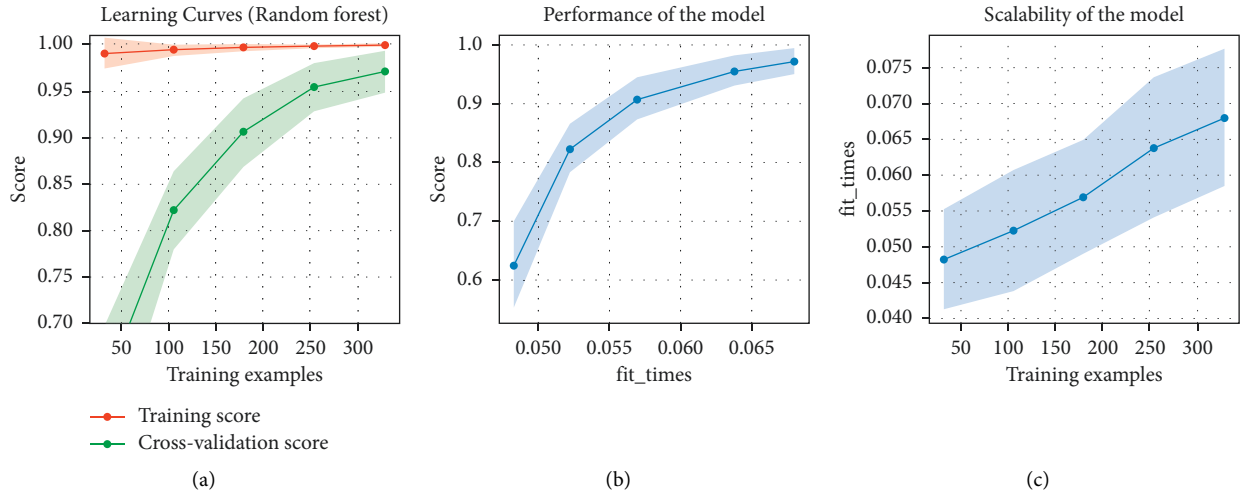 Learning Curves (Random forest)
1.00
0.95
0.90
0.85
0.80
0.75
0.70
Score
50 100 150 200 250 300
Training examples
Training score
Cross-validation score
(a)
Performance of the model
1.0
0.9
0.8
0.7
0.6
Score
0.050 0.055 0.060 0.065
fit_times
(b)
Scalability of the model
0.075
0.070
0.065
0.060
0.055
0.050
0.045
0.040
fit_times
50 100 150 200 250 300
Training examples
(c)